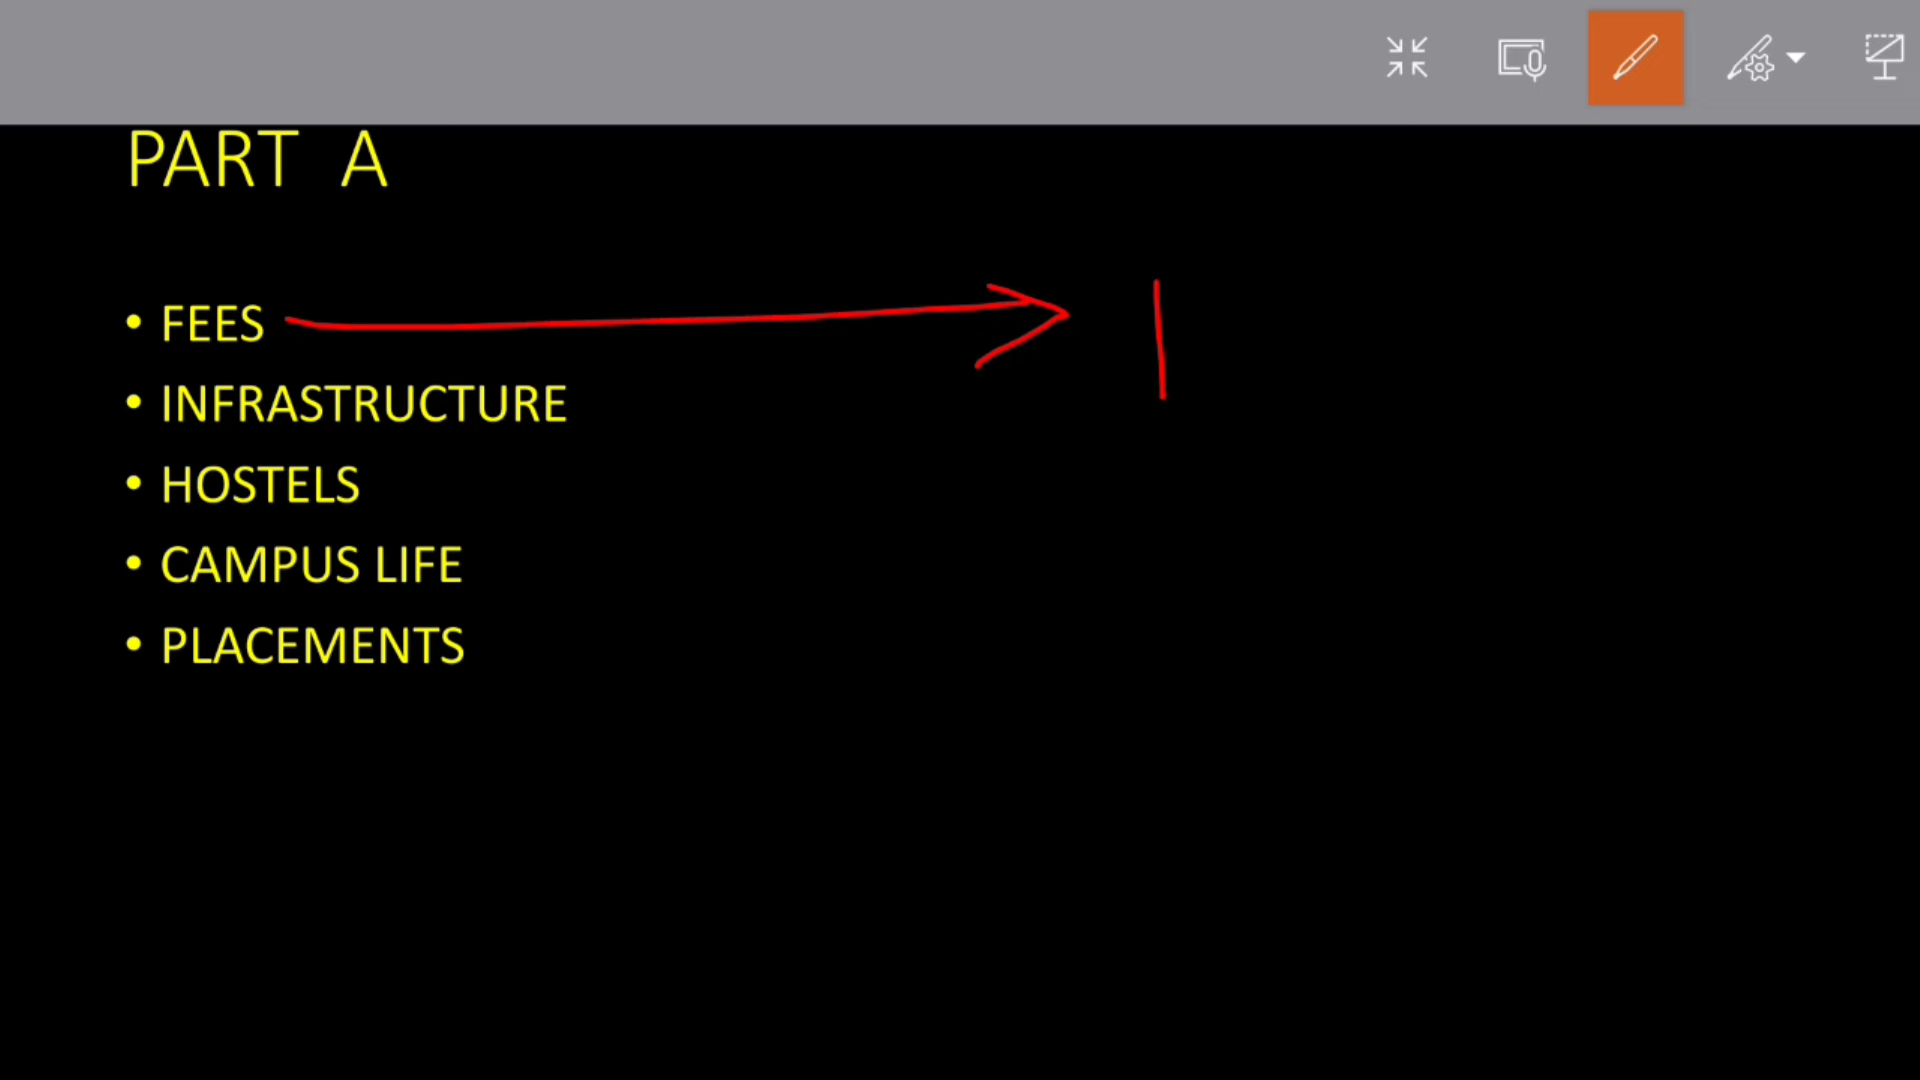 PART A
• FEES
• INFRASTRUCTURE
• HOSTELS
• CAMPUS LIFE
• PLACEMENTS